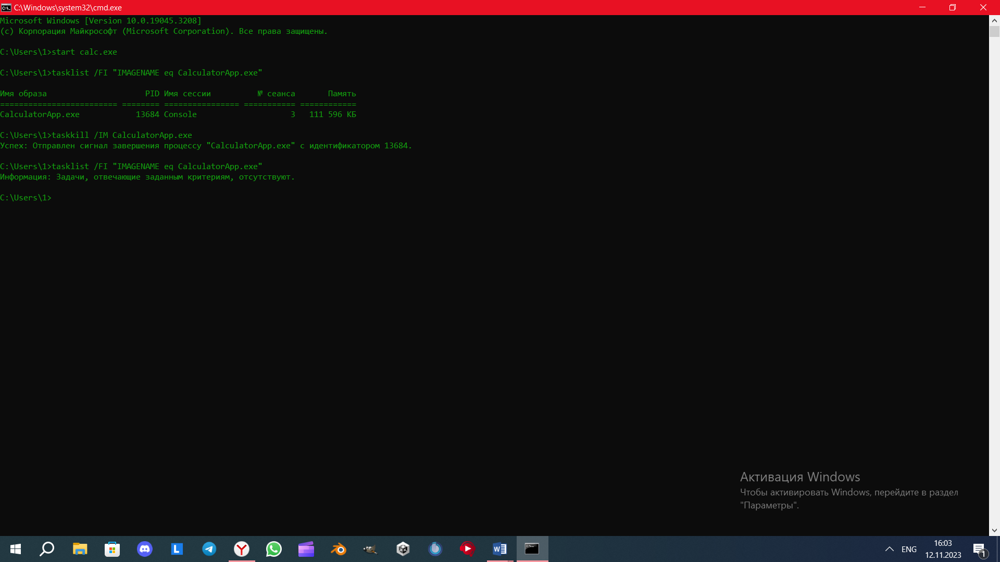 C:\Windows\system32\cmd.exe
Microsoft Windows [Version 10.0.19045.3208]
(c) Корпорация Майкрософт (Microsoft Corporation). Все права защищены.
C:\Users\1>start calc.exe
C:\Users\1>tasklist /FI "IMAGENAME eq CalculatorApp.exe"
Имя образа                     PID Имя сессии          № сеанса       Память
========================= ======== ================ =========== ============
CalculatorApp.exe            13684 Console                    3   111 596 КБ
C:\Users\1>taskkill /IM CalculatorApp.exe
Успех: Отправлен сигнал завершения процессу "CalculatorApp.exe" с идентификатором 13684.
C:\Users\1>tasklist /FI "IMAGENAME eq CalculatorApp.exe"
Информация: Задачи, отвечающие заданным критериям, отсутствуют.
C:\Users\1>
Активация Windows
Чтобы активировать Windows, перейдите в раздел
"Параметры".
ENG
16:03
12.11.2023
1